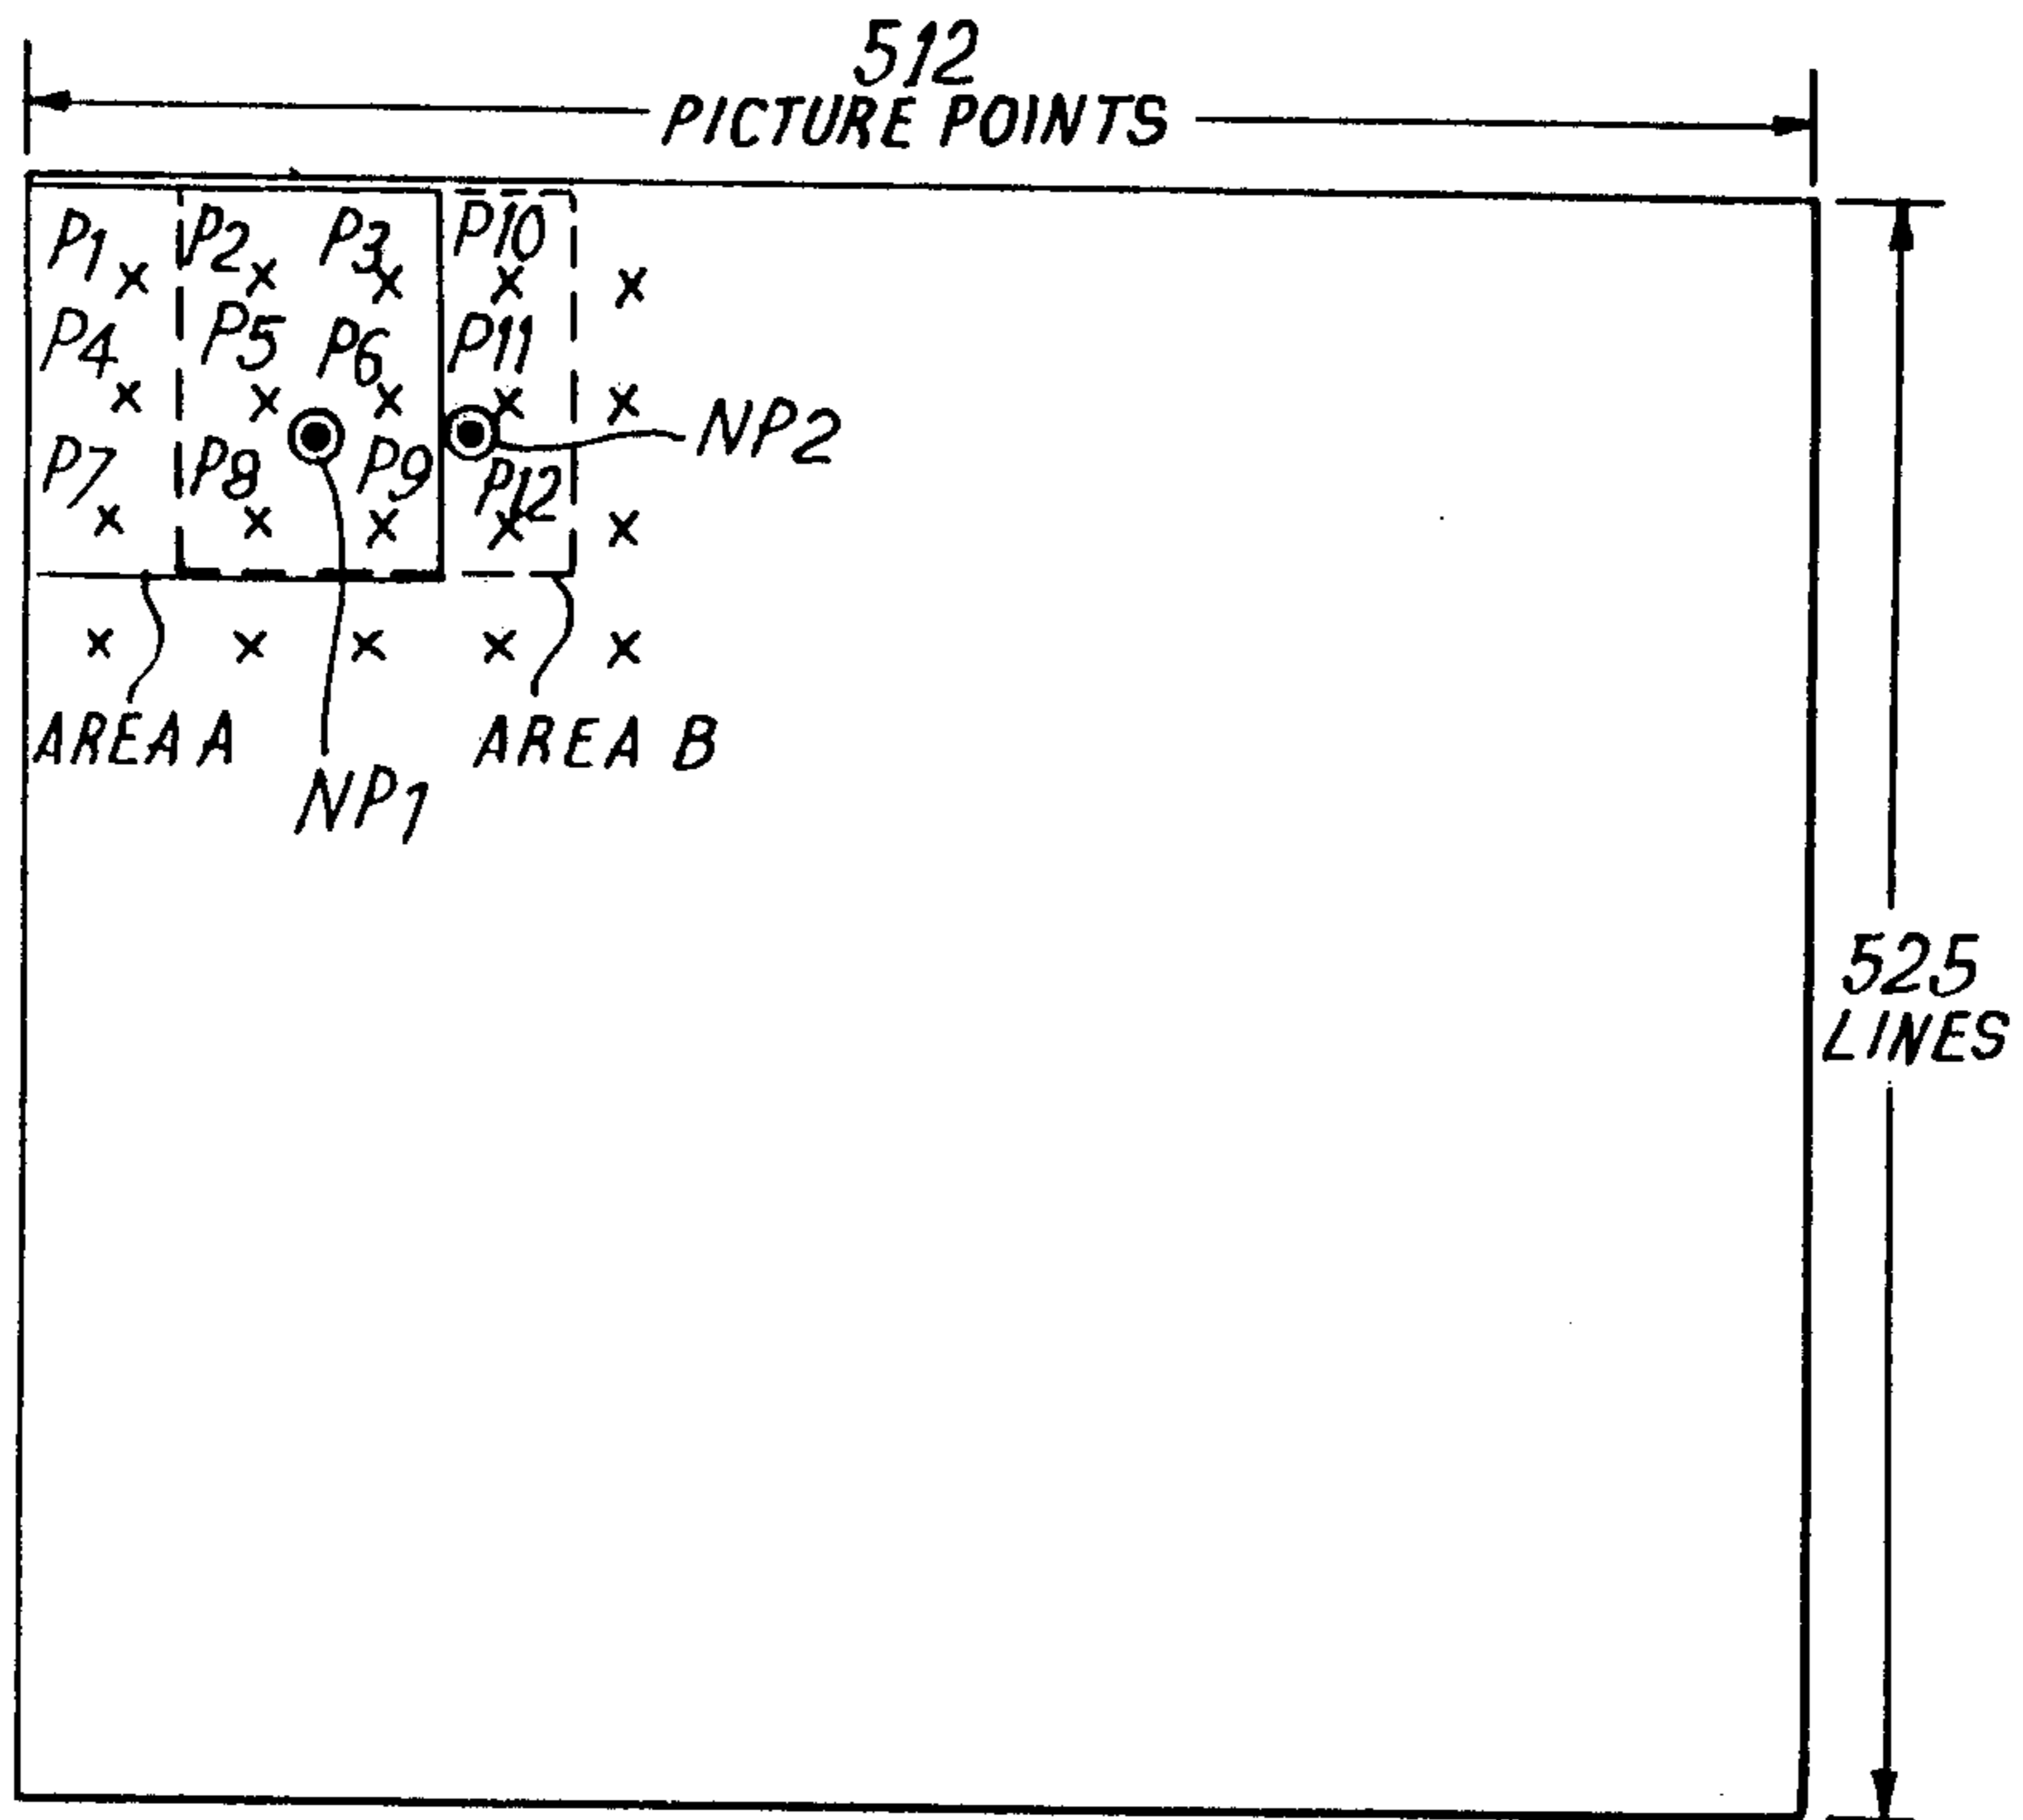 512
PICTURE POINTS
P1 P2 P3 P10
P4 P5 P6 P11
NP2
P7 P8 P9 P12
AREA A AREA B
NP1
525
LINES